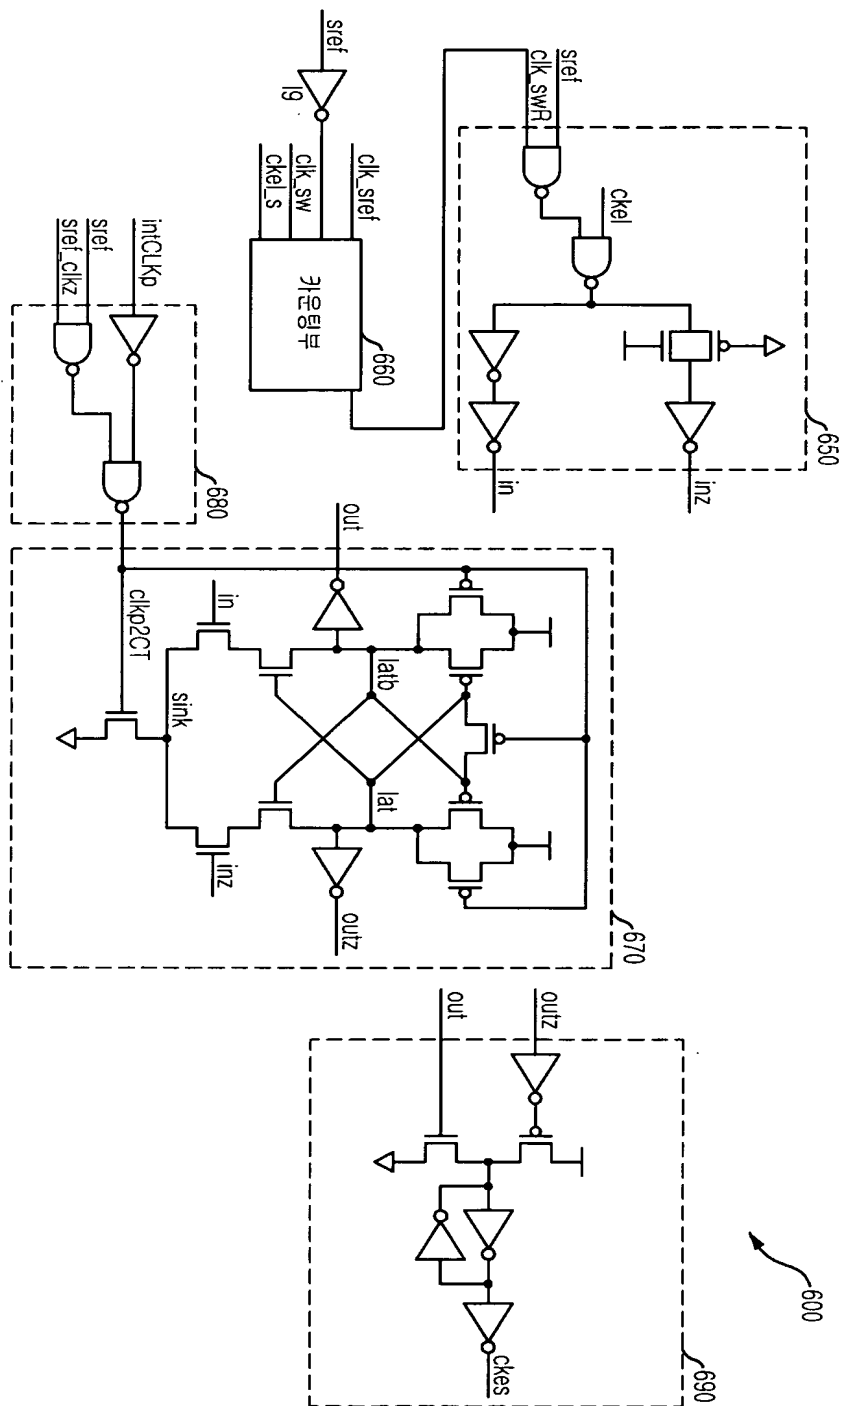 600
650
sref
clk_swR
ckel
inz
in
sref
I9
clk_sref
clk_sw
ckel_s
카운팅부
660
intCLKp
sref
sref_clkz
680
670
out
latb
lat
outz
in
inz
clkp2CT
sink
690
outz
out
ckes